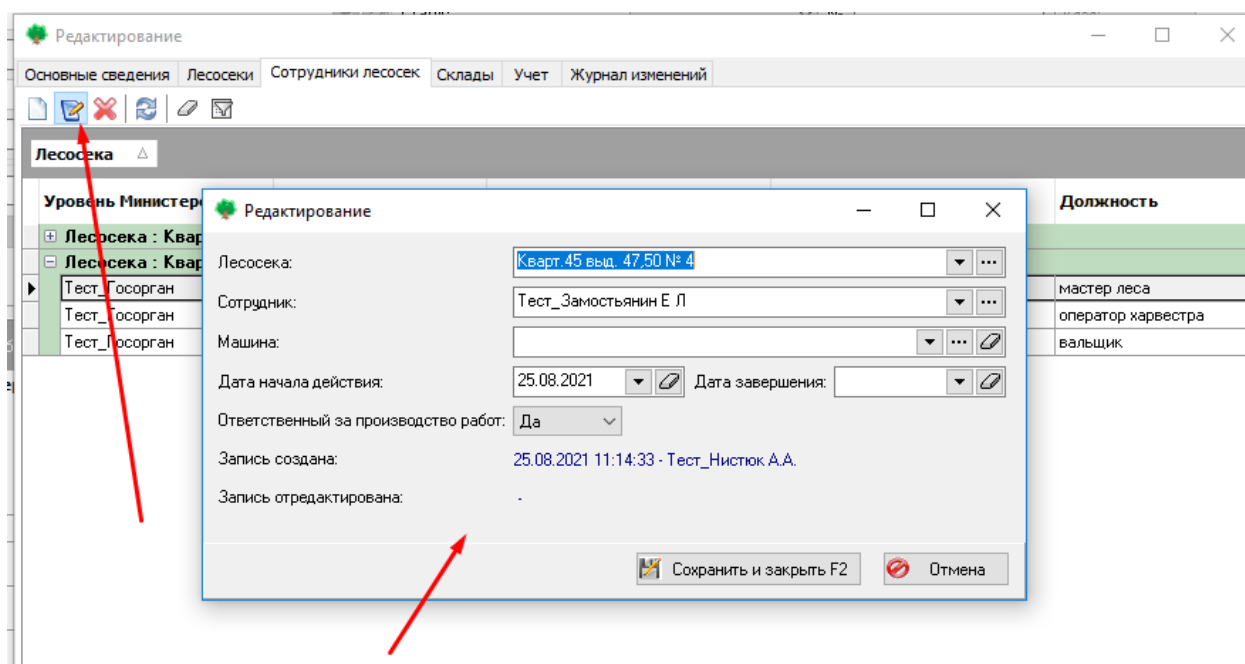 Редактирование
Основные сведения Лесосеки Сотрудники лесосек Склады Учет Журнал изменений
Лесосека
Уровень Министер Должность
Лесосека : Квар
Лесосека : Квар
Тест_Госорган мастер леса
Тест_Госорган оператор харвестра
Тест_Госорган вальщик
Редактирование
Лесосека: Кварт.45 выд. 47,50 № 4
Сотрудник: Тест_Замостьянин Е Л
Машина:
Дата начала действия: 25.08.2021 Дата завершения:
Ответственный за производство работ: Да
Запись создана: 25.08.2021 11:14:33 - Тест_Нистюк А.А.
Запись отредактирована: -
Сохранить и закрыть F2 Отмена